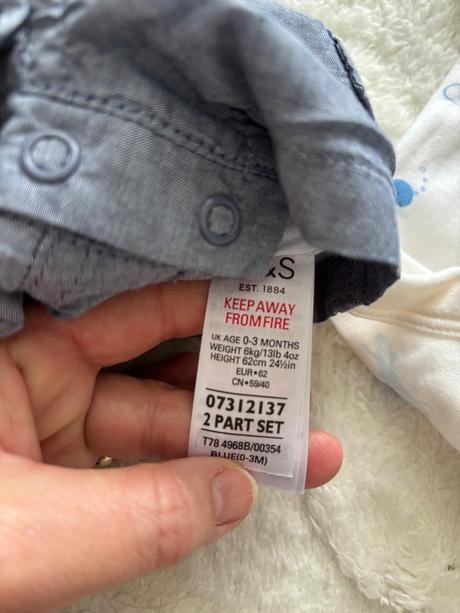 &S
EST. 1884
KEEP AWAY
FROM FIRE
UK AGE 0-3 MONTHS
WEIGHT 6kg/13lb 4oz
HEIGHT 62cm 24½in
EUR•62
CN•59/40
07312137
2 PART SET
T78 4968B/00354
BLUE(0-3M)